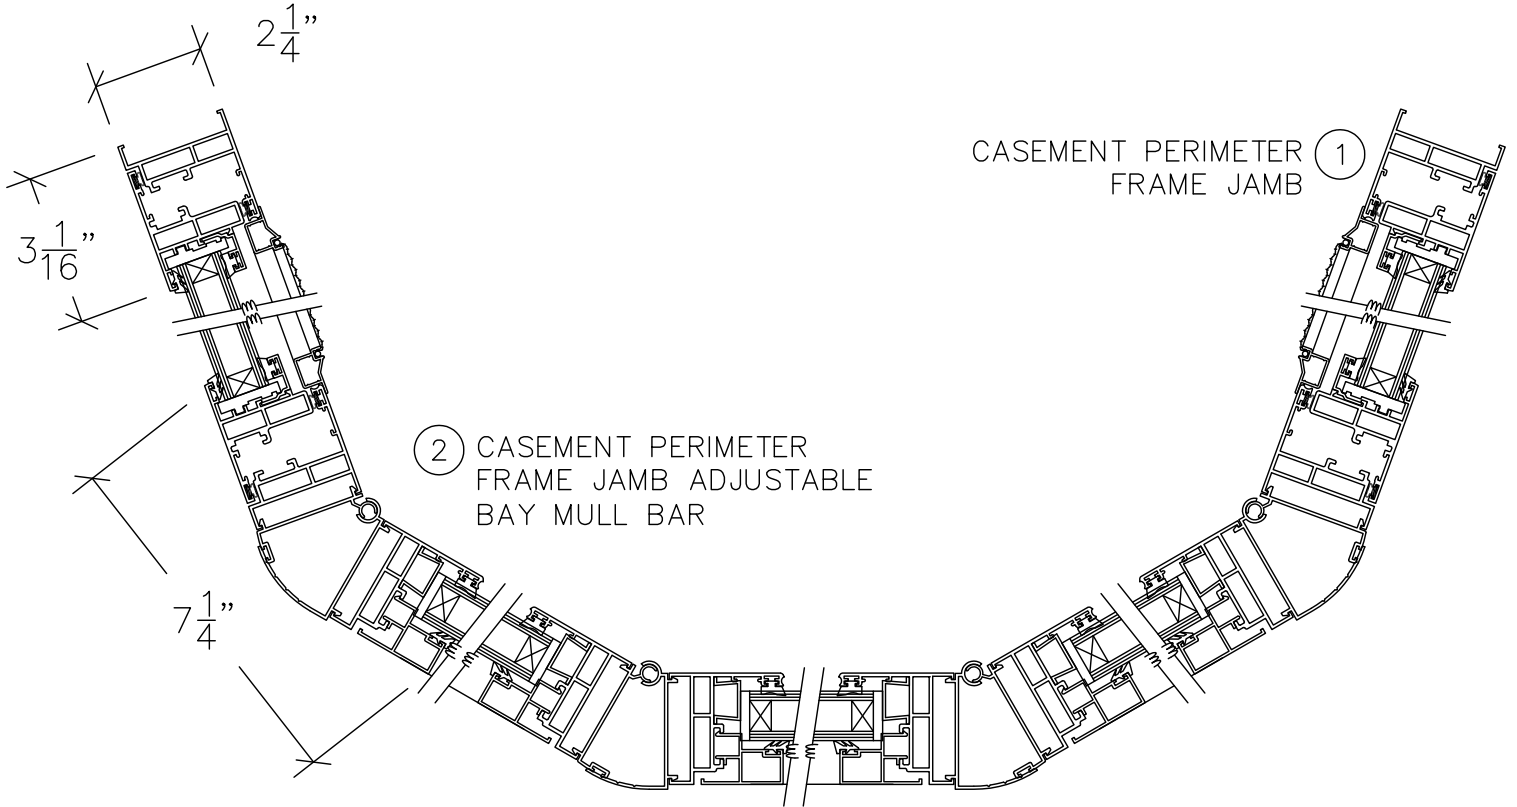 2 1/4"
CASEMENT PERIMETER
FRAME JAMB
1
3 1/16"
2
CASEMENT PERIMETER
FRAME JAMB ADJUSTABLE
BAY MULL BAR
7 1/4"